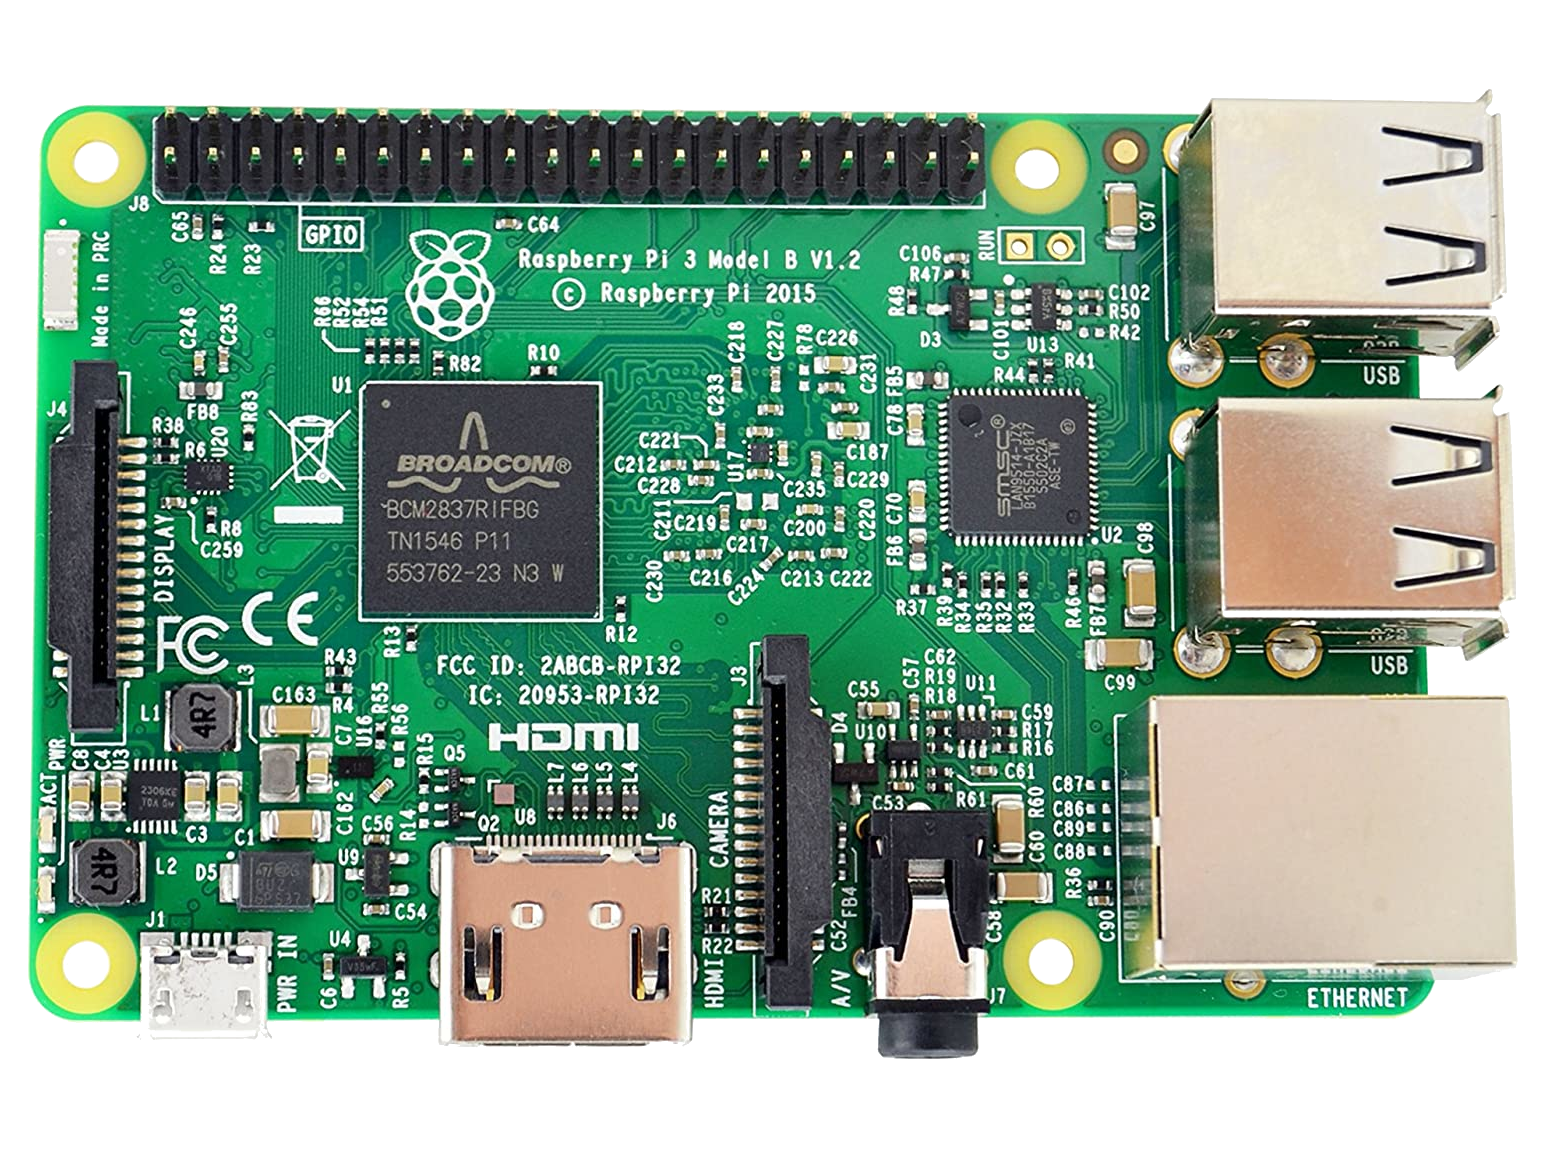 J8
C65
R24
R23
GPIO
C64
Raspberry Pi 3 Model B V1.2
© Raspberry Pi 2015
RUN
C97
C106
R47
R48
D3
C101
U13
C102
R50
R42
R41
R44
USB
Made in PRC
C246
C255
R66
R52
R54
R51
R82
R10
U1
C218
C227
R78
C226
C231
C233
FB5
C78
J4
R38
FB8
R83
R6
U20
R8
C259
DISPLAY
BROADCOM®
BCM2837RIFBG
TN1546 P11
553762-23 N3 W
C221
C212
C228
C211
C219
U17
C187
C229
C235
C200
C220
C217
C230
C216
C224
C213
C222
C70
FB6
smsc®
LAN9514-JZX
B1550-A1B17
ASE-TW
U2
C98
R37
R39
R34
R35
R32
R33
R46
FB7
C99
USB
FCC
CE
R13
R12
FCC ID: 2ABCB-RPI32
IC: 20953-RPI32
HDMI
L3
L1
4R7
C163
R43
R4
C7
U16
R55
R56
R15
Q5
L7
L6
L5
L4
J3
D4
C55
U10
C57
C62
R19
R18
U11
C59
R17
R16
C61
R61
C53
PWR
ACT
C8
C4
U3
C3
C1
C162
C56
R14
Q2
U8
J6
CAMERA
R60
C60
C87
C86
C89
C88
R36
C90
4R7
L2
D5
U9
C54
R21
R22
HDMI
FB4
C52
C58
J1
PWR IN
U4
C6
R5
A/V
J7
ETHERNET